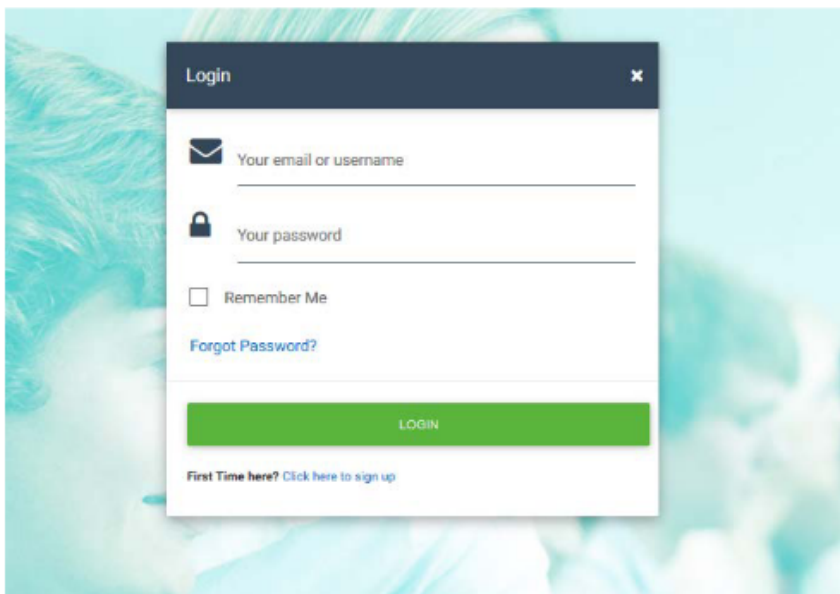 Login
Your email or username
Your password
Remember Me
Forgot Password?
LOGIN
First Time here? Click here to sign up